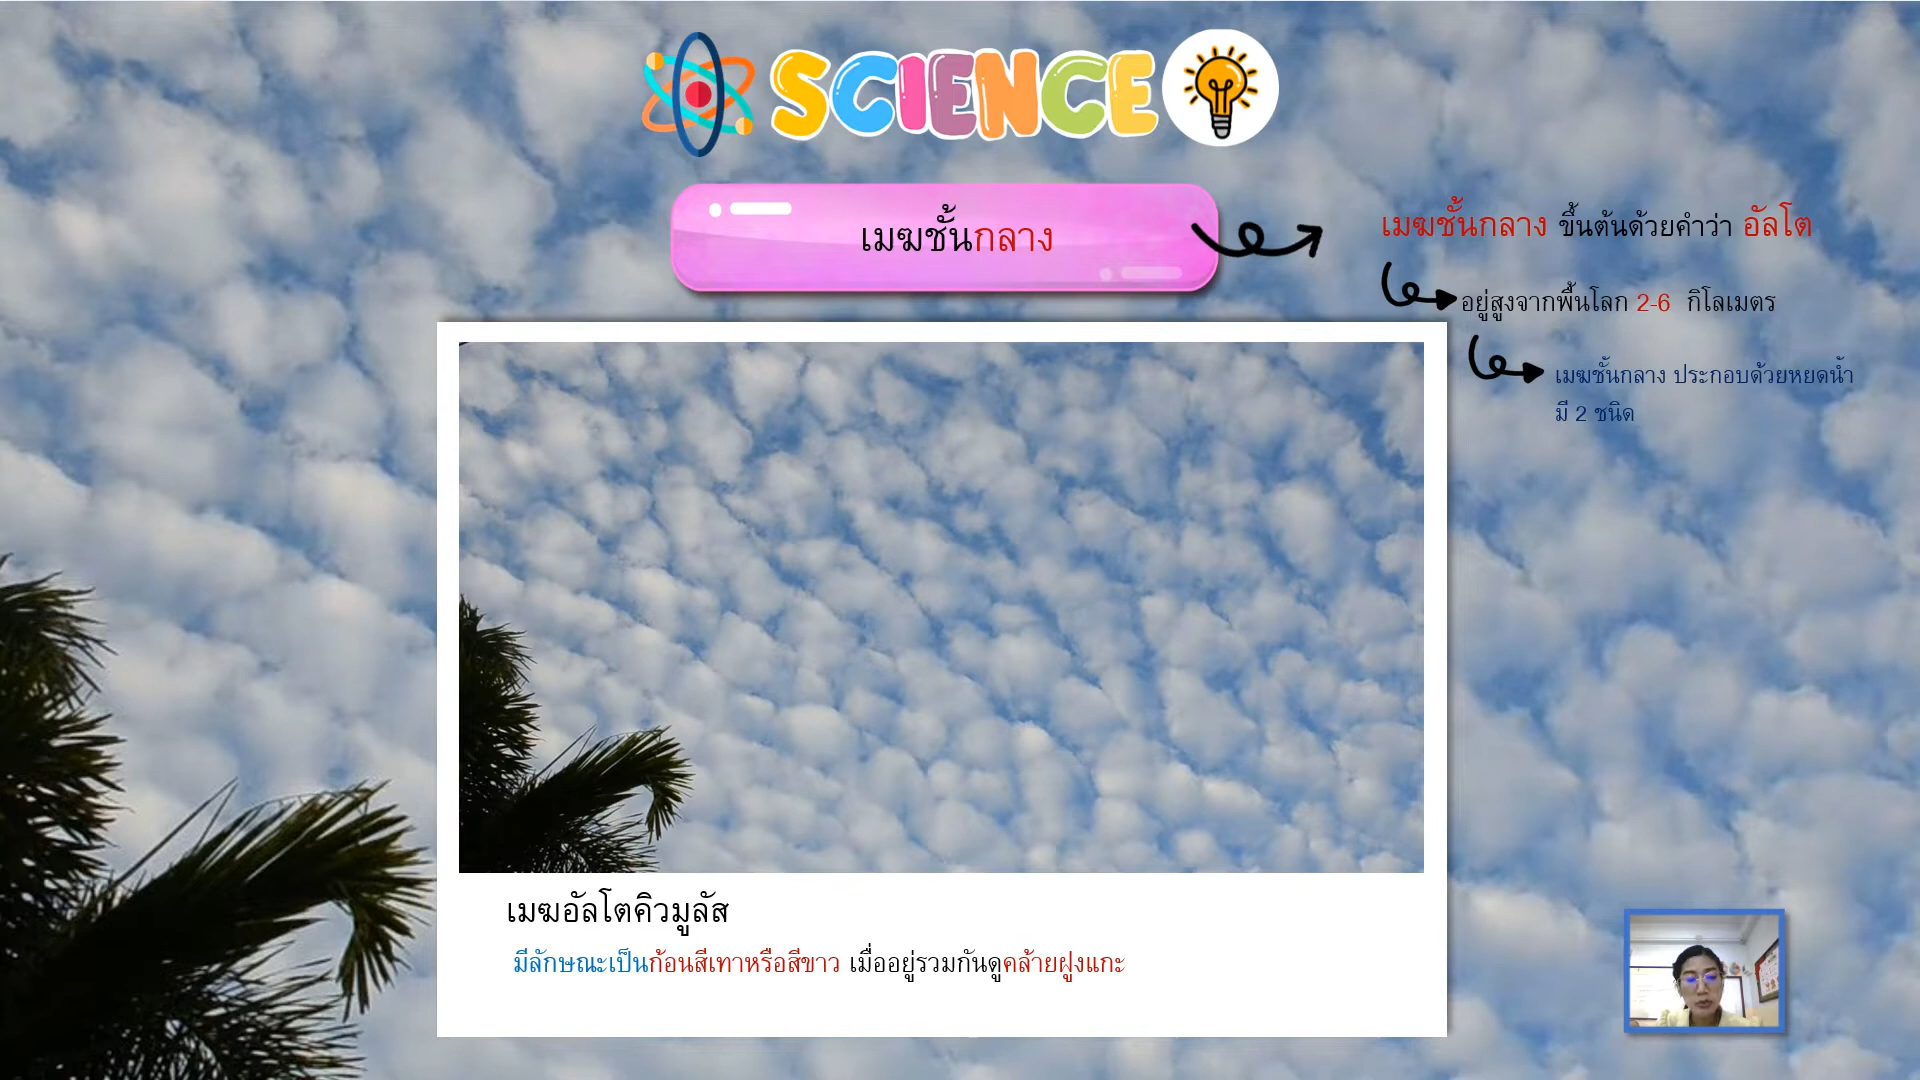 SCIENCE
เมฆชั้นกลาง
เมฆชั้นกลาง ขึ้นต้นด้วยคำว่า อัลโต
อยู่สูงจากพื้นโลก 2-6 กิโลเมตร
เมฆชั้นกลาง ประกอบด้วยหยดน้ำ
มี 2 ชนิด
เมฆอัลโตคิวมูลัส
มีลักษณะเป็นก้อนสีเทาหรือสีขาว เมื่ออยู่รวมกันดูคล้ายฝูงแกะ